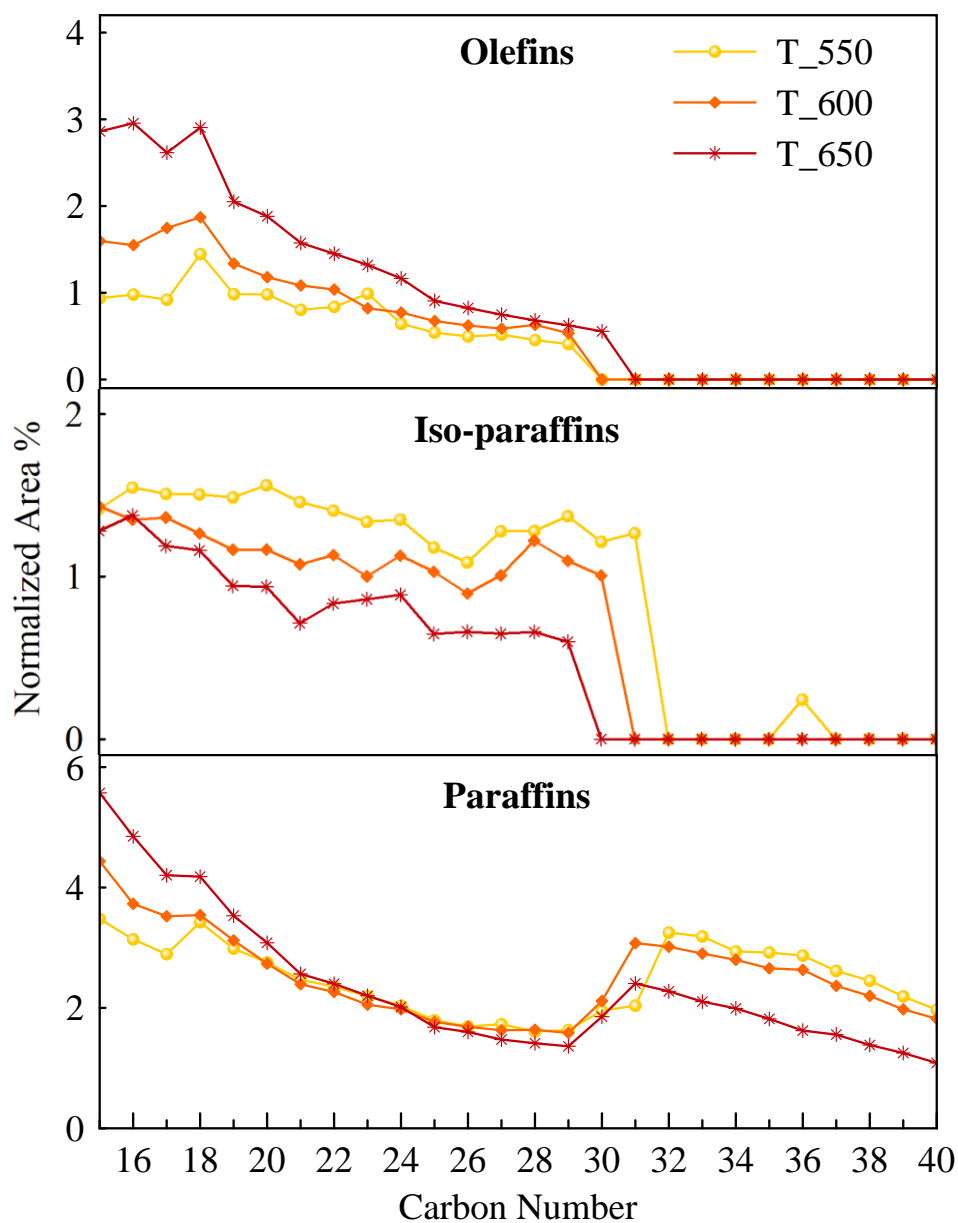 Olefins
T_550
T_600
T_650
4
3
2
1
0
Iso-paraffins
2
1
0
Normalized Area %
Paraffins
6
4
2
0
16 18 20 22 24 26 28 30 32 34 36 38 40
Carbon Number